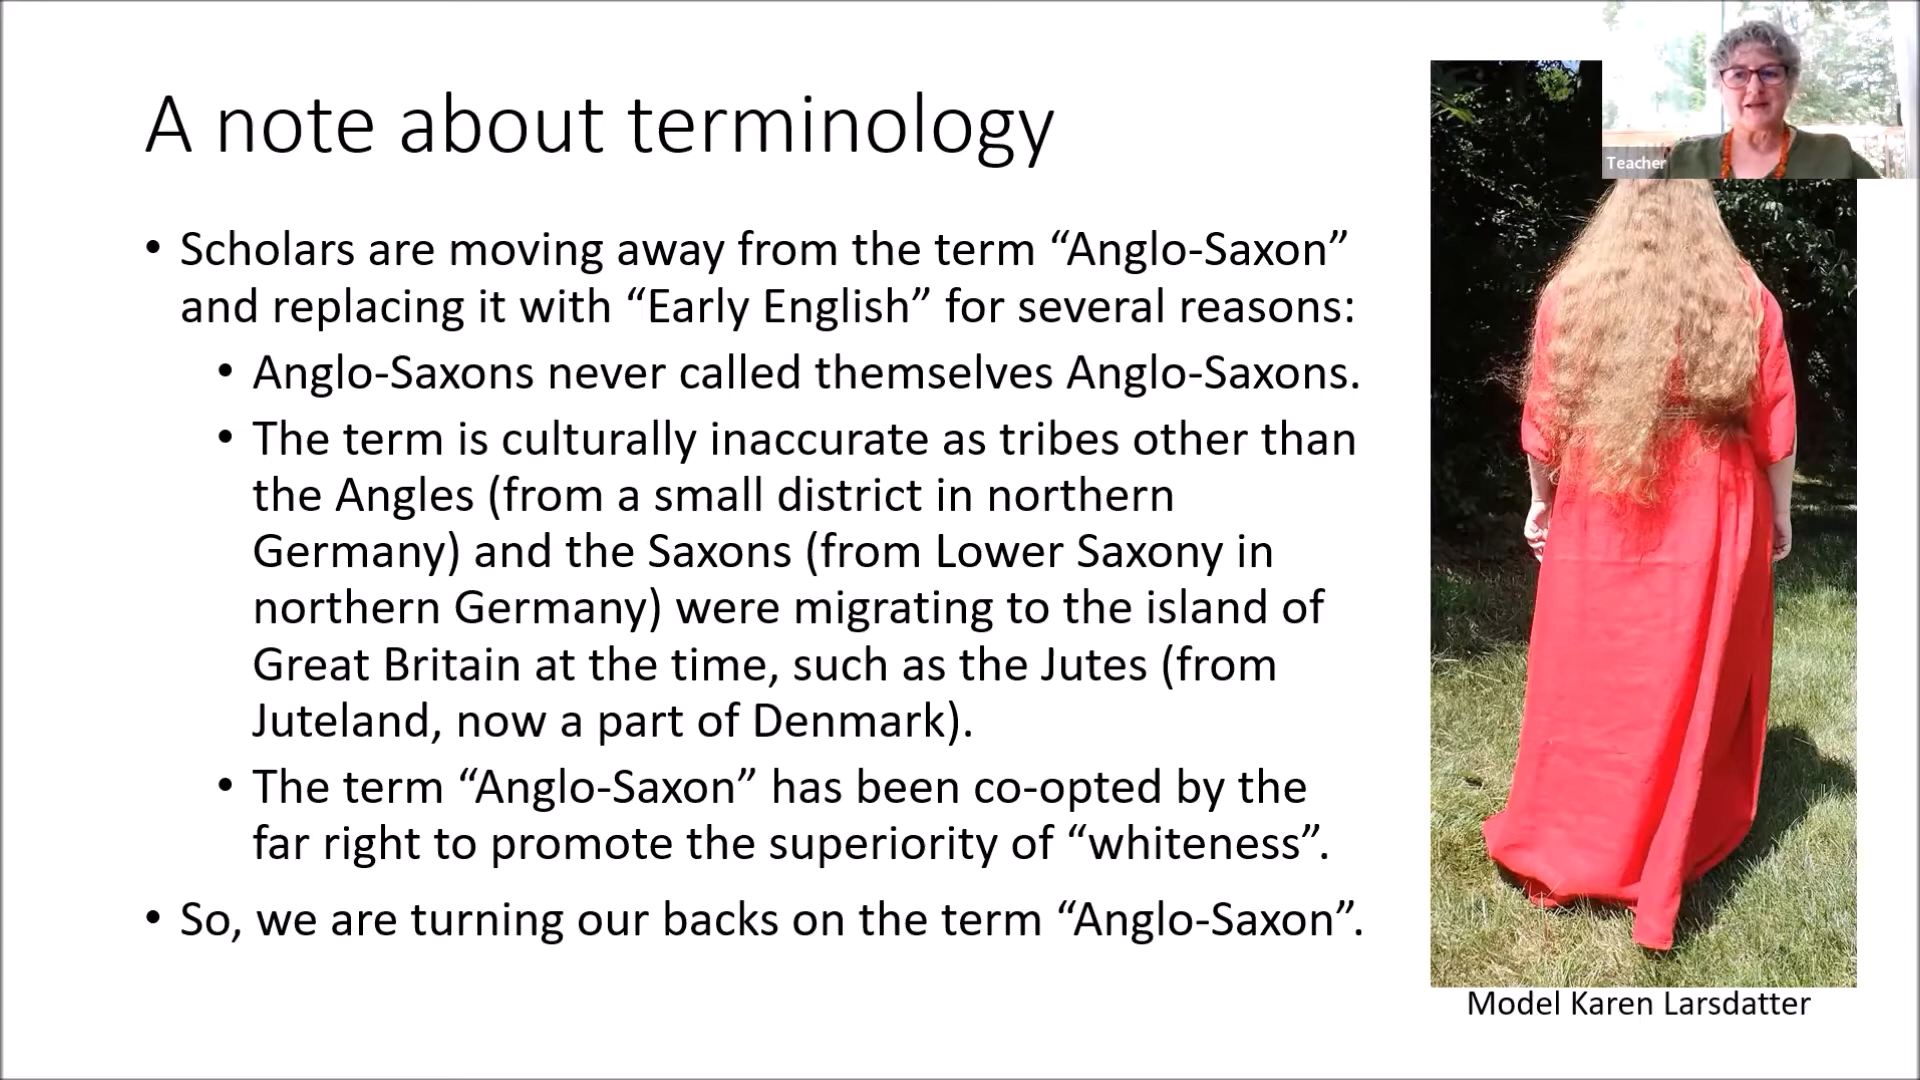 A note about terminology
Teacher
• Scholars are moving away from the term “Anglo-Saxon”
and replacing it with “Early English” for several reasons:
• Anglo-Saxons never called themselves Anglo-Saxons.
• The term is culturally inaccurate as tribes other than
the Angles (from a small district in northern
Germany) and the Saxons (from Lower Saxony in
northern Germany) were migrating to the island of
Great Britain at the time, such as the Jutes (from
Juteland, now a part of Denmark).
• The term “Anglo-Saxon” has been co-opted by the
far right to promote the superiority of “whiteness”.
• So, we are turning our backs on the term “Anglo-Saxon”.
Model Karen Larsdatter